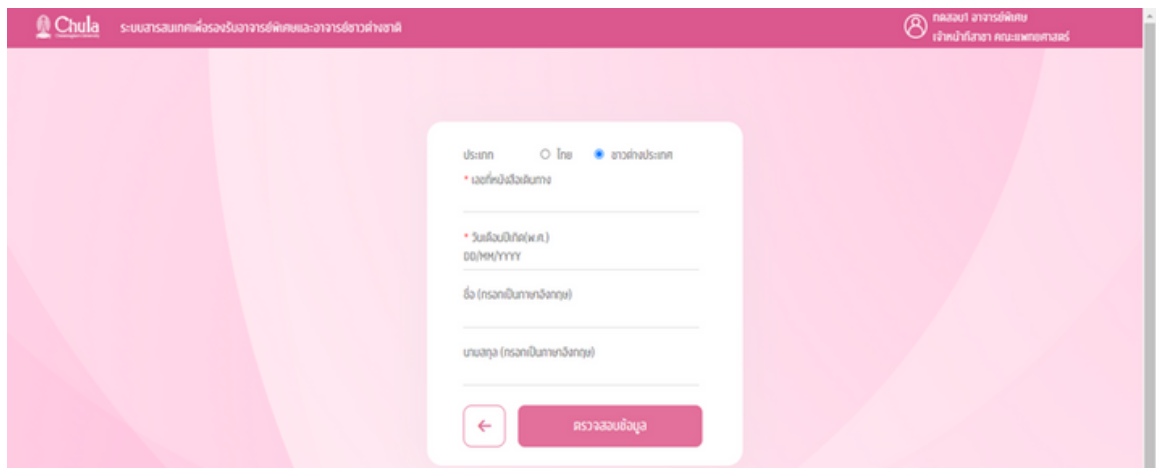 Chula ระบบสารสนเทศเพื่อรองรับอาจารย์พิเศษและอาจารย์ชาวต่างชาติ
ทดสอบ1 อาจารย์พิเศษ
เจ้าหน้าที่สาขา คณะแพทยศาสตร์
ประเภท ไทย ชาวต่างประเทศ
* เลขที่หนังสือเดินทาง
* วันเดือนปีเกิด(พ.ศ.)
DD/MM/YYYY
ชื่อ (กรอกเป็นภาษาอังกฤษ)
นามสกุล (กรอกเป็นภาษาอังกฤษ)
ตรวจสอบข้อมูล